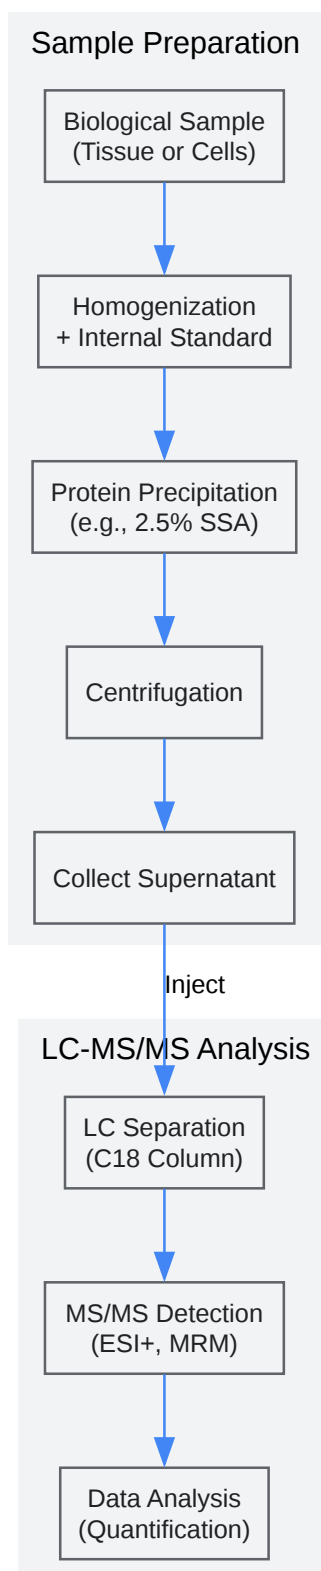 Sample Preparation
Biological Sample
(Tissue or Cells)
Homogenization
+ Internal Standard
Protein Precipitation
(e.g., 2.5% SSA)
Centrifugation
Collect Supernatant
Inject
LC-MS/MS Analysis
LC Separation
(C18 Column)
MS/MS Detection
(ESI+, MRM)
Data Analysis
(Quantification)